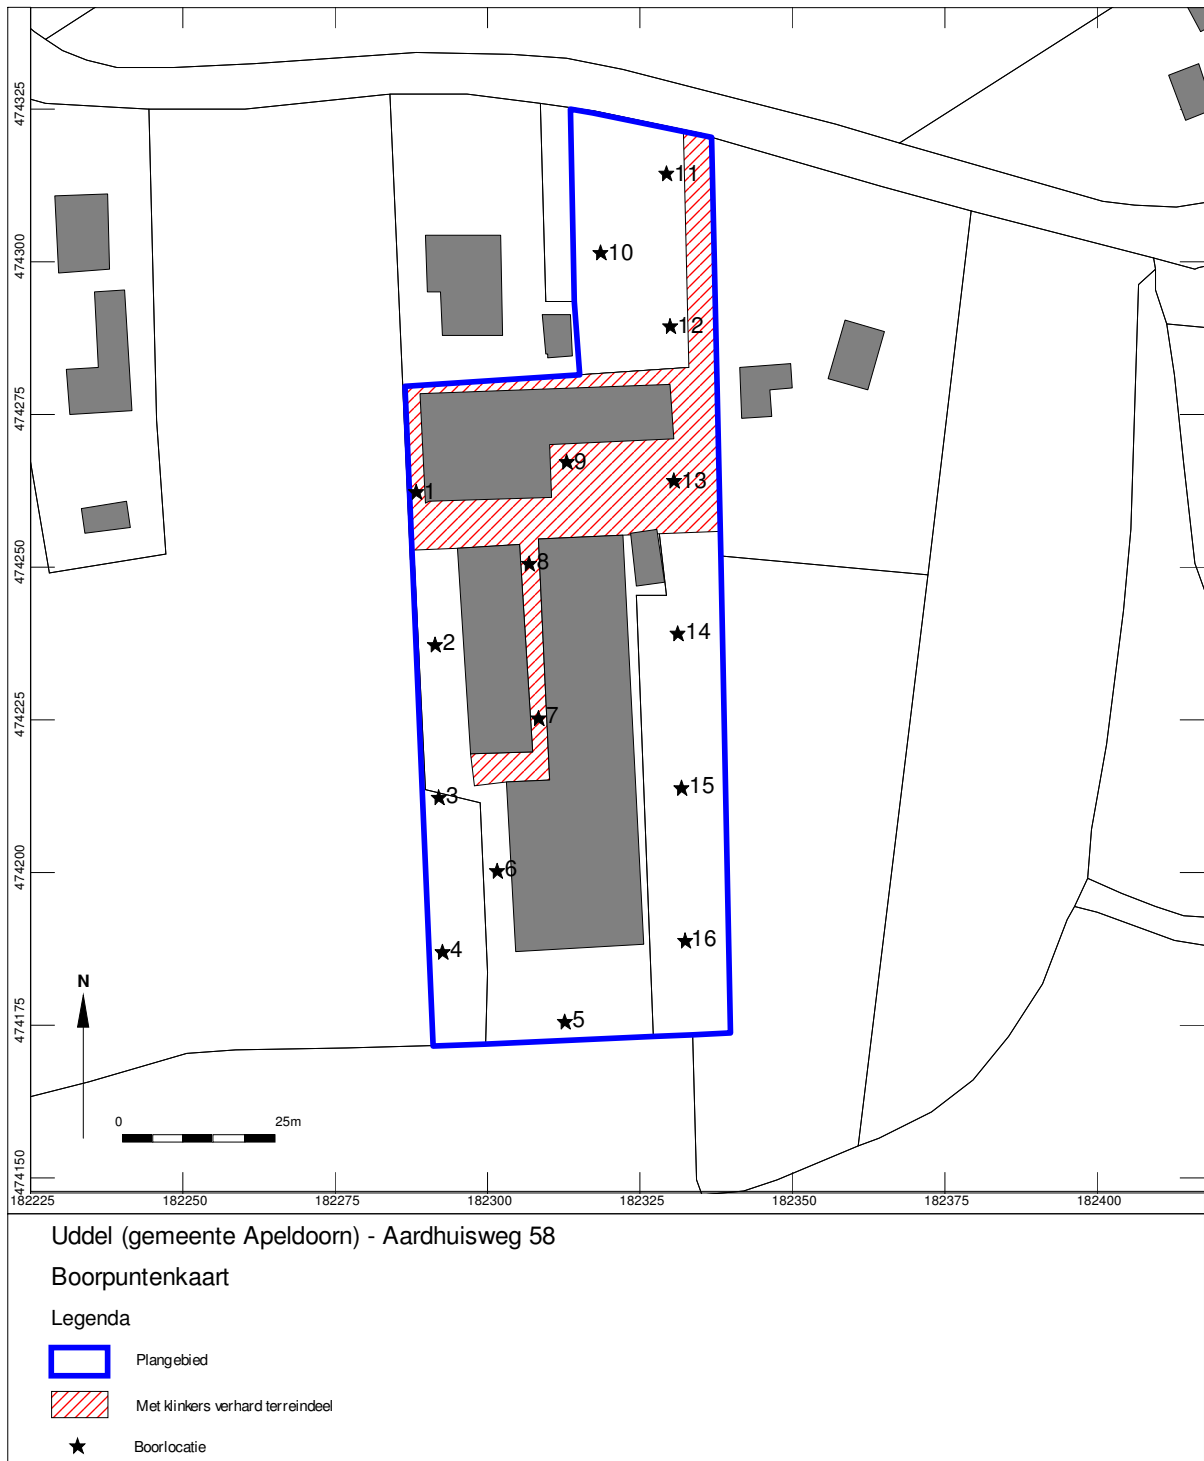 474325
474300
474275
474250
474225
474200
474175
474150
11
10
12
9
13
1
8
2
14
7
15
3
6
16
4
5
N
0 25m
182225 182250 182275 182300 182325 182350 182375 182400
Uddel (gemeente Apeldoorn) - Aardhuisweg 58
Boorpuntenkaart
Legenda
Plangebied
Met klinkers verhard terreindeel
Boorlocatie